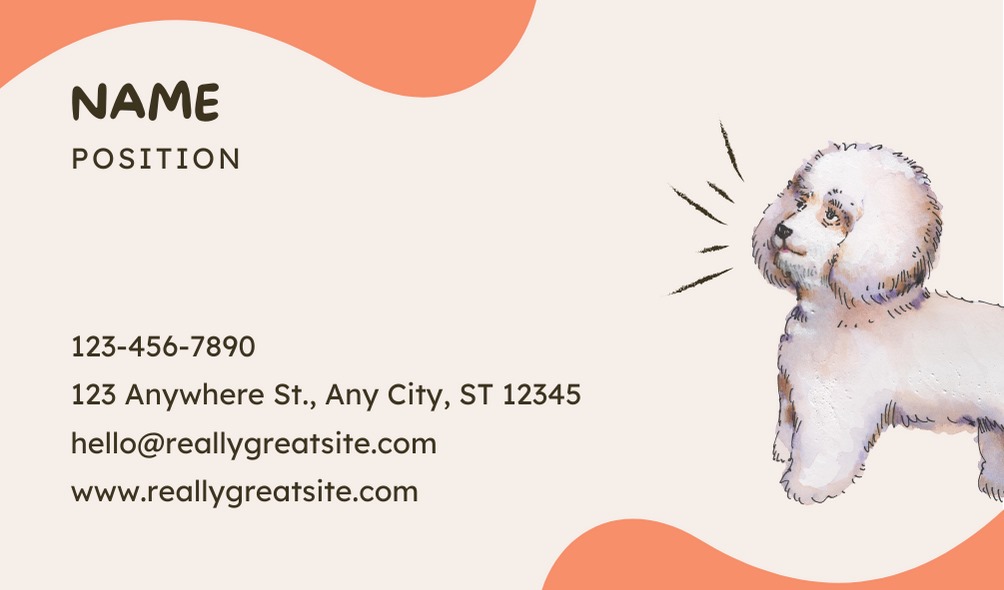 NAME
POSITION
123-456-7890
123 Anywhere St., Any City, ST 12345
hello@reallygreatsite.com
www.reallygreatsite.com